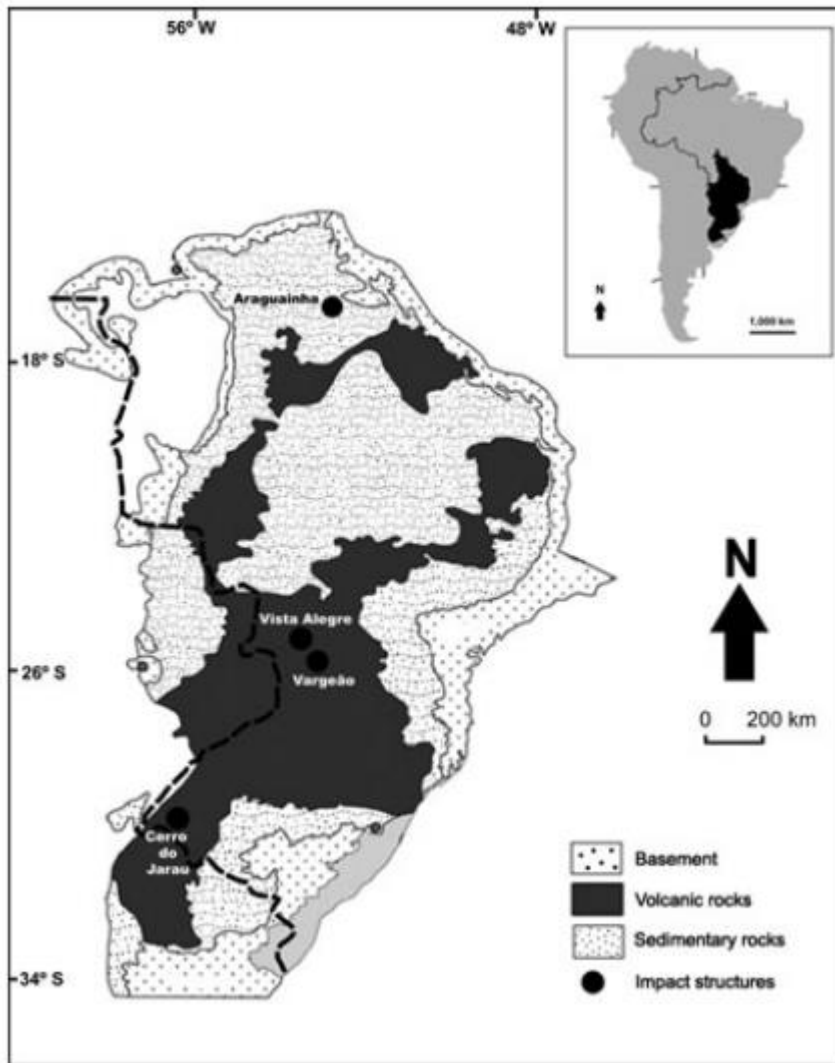 56° W
48° W
N
1,000 km
Araguainha
18° S
Vista Alegre
26° S
Vargeão
N
0 200 km
Cerro
do
Jarau
Basement
Volcanic rocks
Sedimentary rocks
34° S
Impact structures